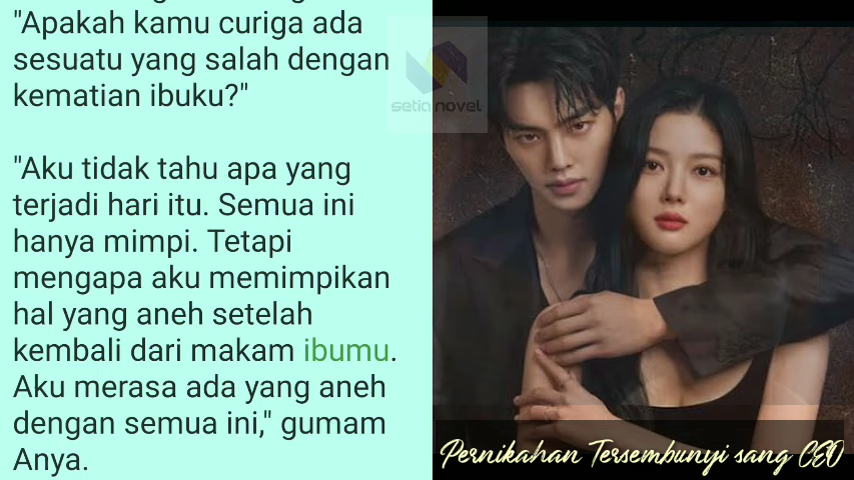 "Apakah kamu curiga ada
sesuatu yang salah dengan
kematian ibuku?"
"Aku tidak tahu apa yang
terjadi hari itu. Semua ini
hanya mimpi. Tetapi
mengapa aku memimpikan
hal yang aneh setelah
kembali dari makam ibumu.
Aku merasa ada yang aneh
dengan semua ini," gumam
Anya.
setia novel
Pernikahan Tersembunyi sang CEO